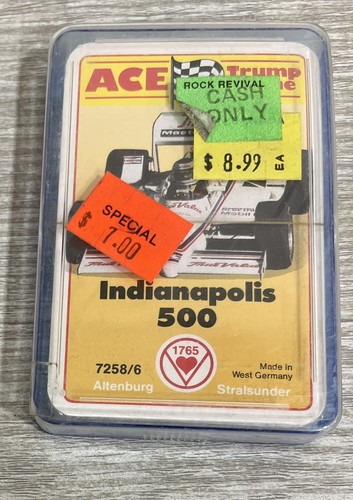 ACE Trump
ROCK REVIVAL
CASH
ONLY
$ 8.99 EA
SPECIAL
$ 7.00
Indianapolis
500
1765
7258/6
Made in
West Germany
Altenburg Stralsunder